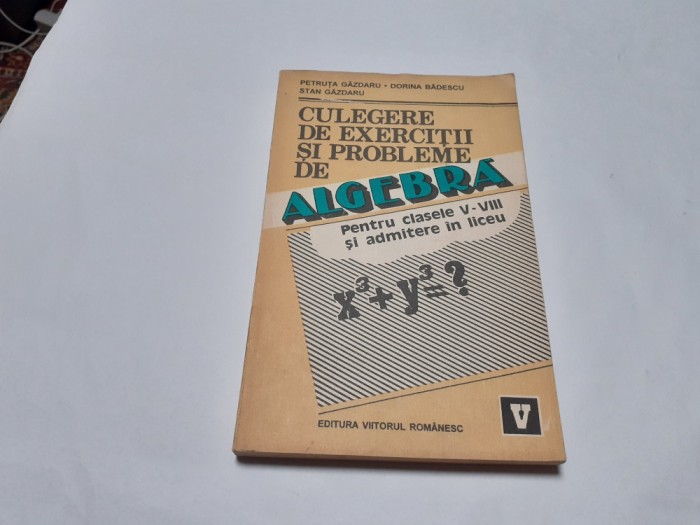 PETRUȚA GĂZDARU • DORINA BĂDESCU
STAN GĂZDARU
CULEGERE
DE EXERCIȚII
ȘI PROBLEME
DE
ALGEBRĂ
Pentru clasele V-VIII
și admitere în liceu
x³+y³=?
V
EDITURA VIITORUL ROMÂNESC